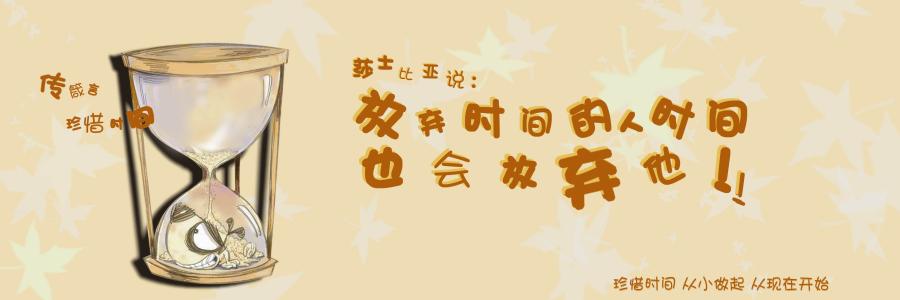 传箴言
珍惜时间
莎士比亚说：
放弃时间的人时间
也会放弃他！！
珍惜时间 从小做起 从现在开始